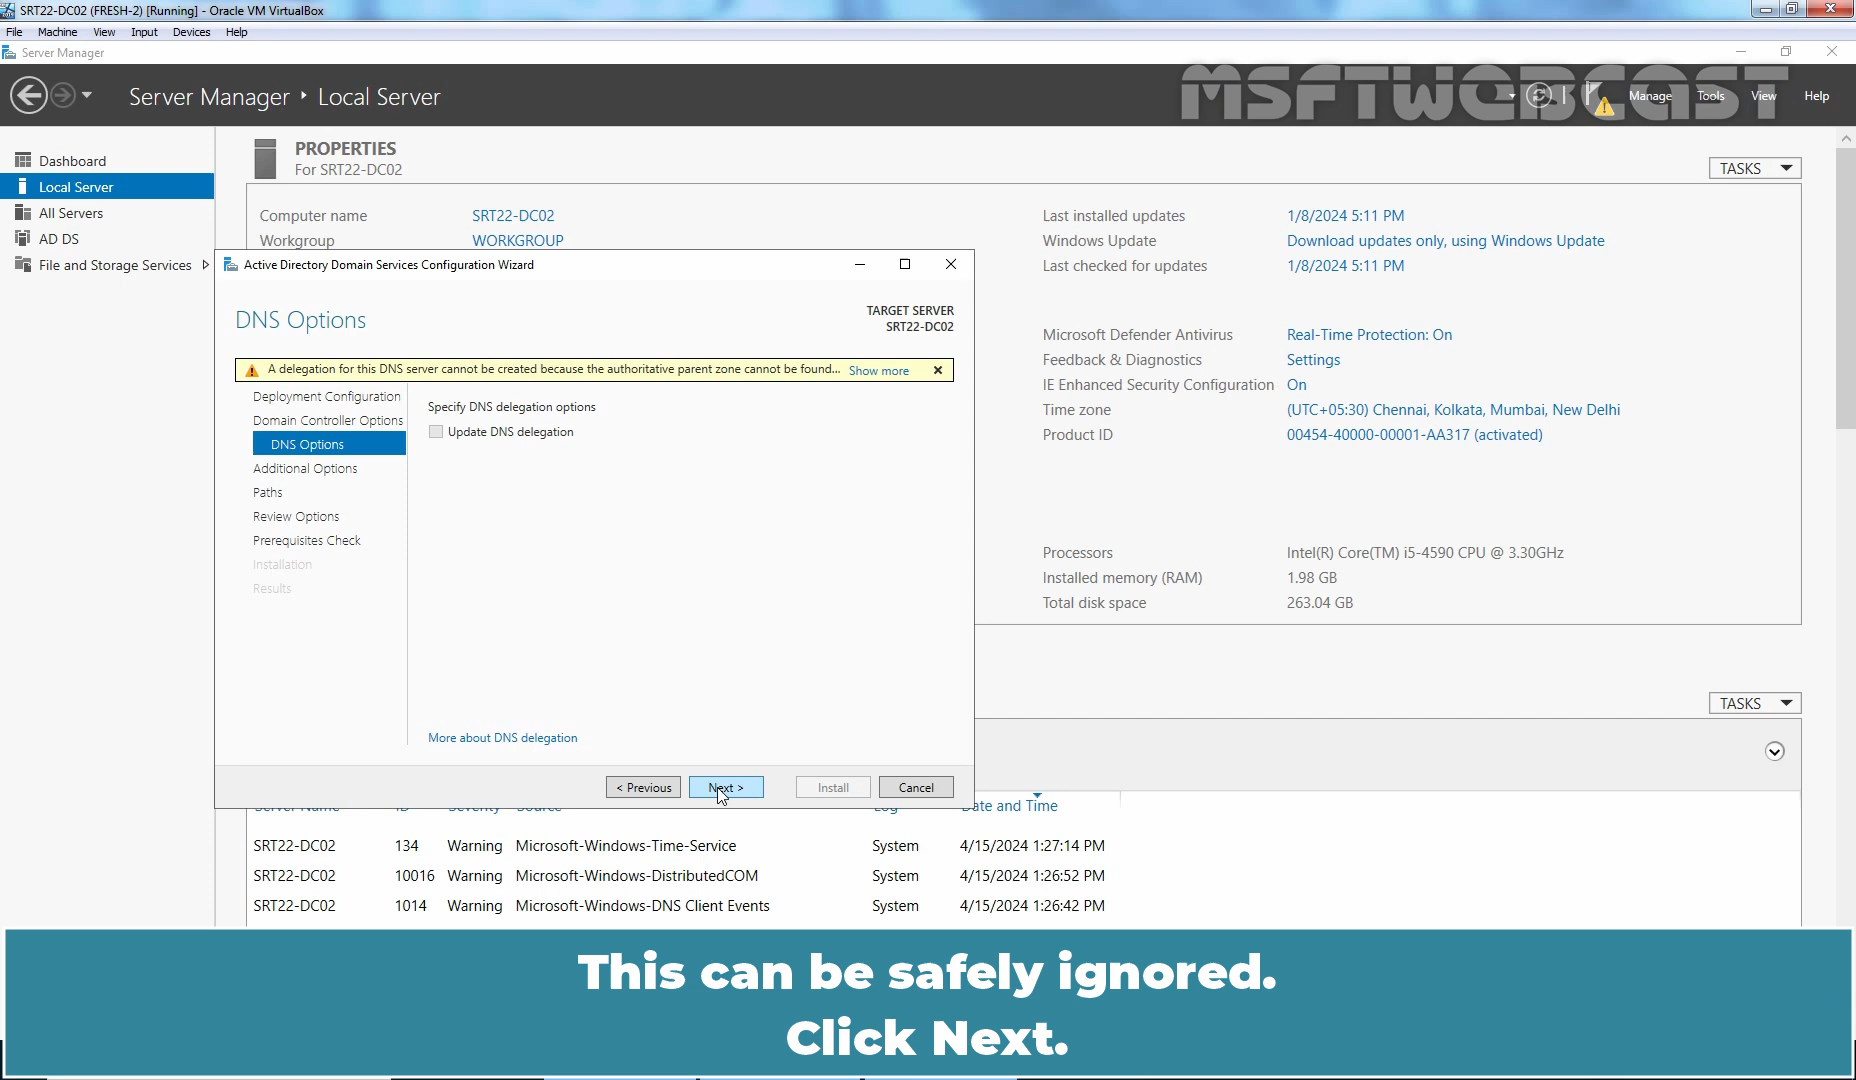 SRT22-DC02 (FRESH-2) [Running] - Oracle VM VirtualBox
File Machine View Input Devices Help
Server Manager
Server Manager ‣ Local Server
MSFTWEBCAST
Manage Tools View Help
Dashboard
Local Server
All Servers
AD DS
File and Storage Services
PROPERTIES
For SRT22-DC02
TASKS
Computer name SRT22-DC02
Workgroup WORKGROUP
Last installed updates 1/8/2024 5:11 PM
Windows Update Download updates only, using Windows Update
Last checked for updates 1/8/2024 5:11 PM
Microsoft Defender Antivirus Real-Time Protection: On
Feedback & Diagnostics Settings
IE Enhanced Security Configuration On
Time zone (UTC+05:30) Chennai, Kolkata, Mumbai, New Delhi
Product ID 00454-40000-00001-AA317 (activated)
Processors Intel(R) Core(TM) i5-4590 CPU @ 3.30GHz
Installed memory (RAM) 1.98 GB
Total disk space 263.04 GB
Active Directory Domain Services Configuration Wizard
DNS Options
TARGET SERVER
SRT22-DC02
A delegation for this DNS server cannot be created because the authoritative parent zone cannot be found... Show more
Deployment Configuration
Domain Controller Options
DNS Options
Additional Options
Paths
Review Options
Prerequisites Check
Installation
Results
Specify DNS delegation options
Update DNS delegation
More about DNS delegation
< Previous Next > Install Cancel
TASKS
Server Name ID Severity Source Log Date and Time
SRT22-DC02 134 Warning Microsoft-Windows-Time-Service System 4/15/2024 1:27:14 PM
SRT22-DC02 10016 Warning Microsoft-Windows-DistributedCOM System 4/15/2024 1:26:52 PM
SRT22-DC02 1014 Warning Microsoft-Windows-DNS Client Events System 4/15/2024 1:26:42 PM
This can be safely ignored.
Click Next.